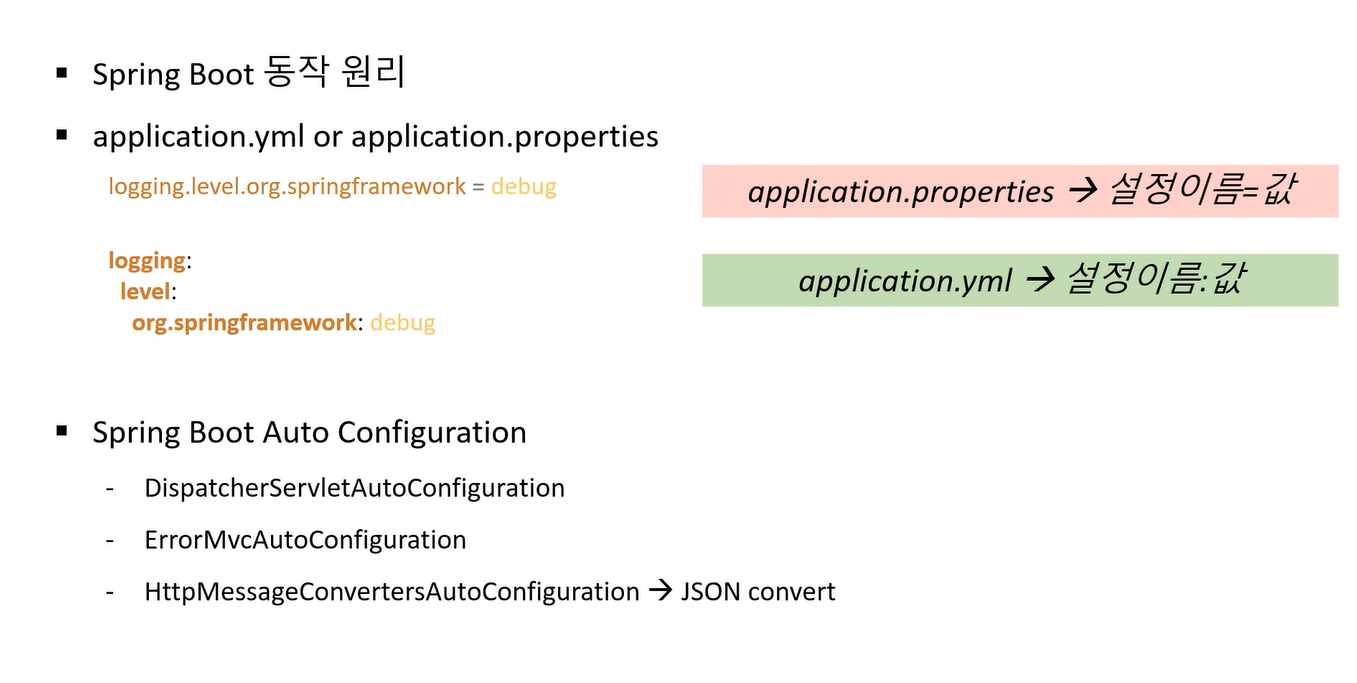 ▪ Spring Boot 동작 원리
▪ application.yml or application.properties
logging.level.org.springframework = debug
application.properties → 설정이름=값
logging:
level:
org.springframework: debug
application.yml → 설정이름:값
▪ Spring Boot Auto Configuration
- DispatcherServletAutoConfiguration
- ErrorMvcAutoConfiguration
- HttpMessageConvertersAutoConfiguration → JSON convert